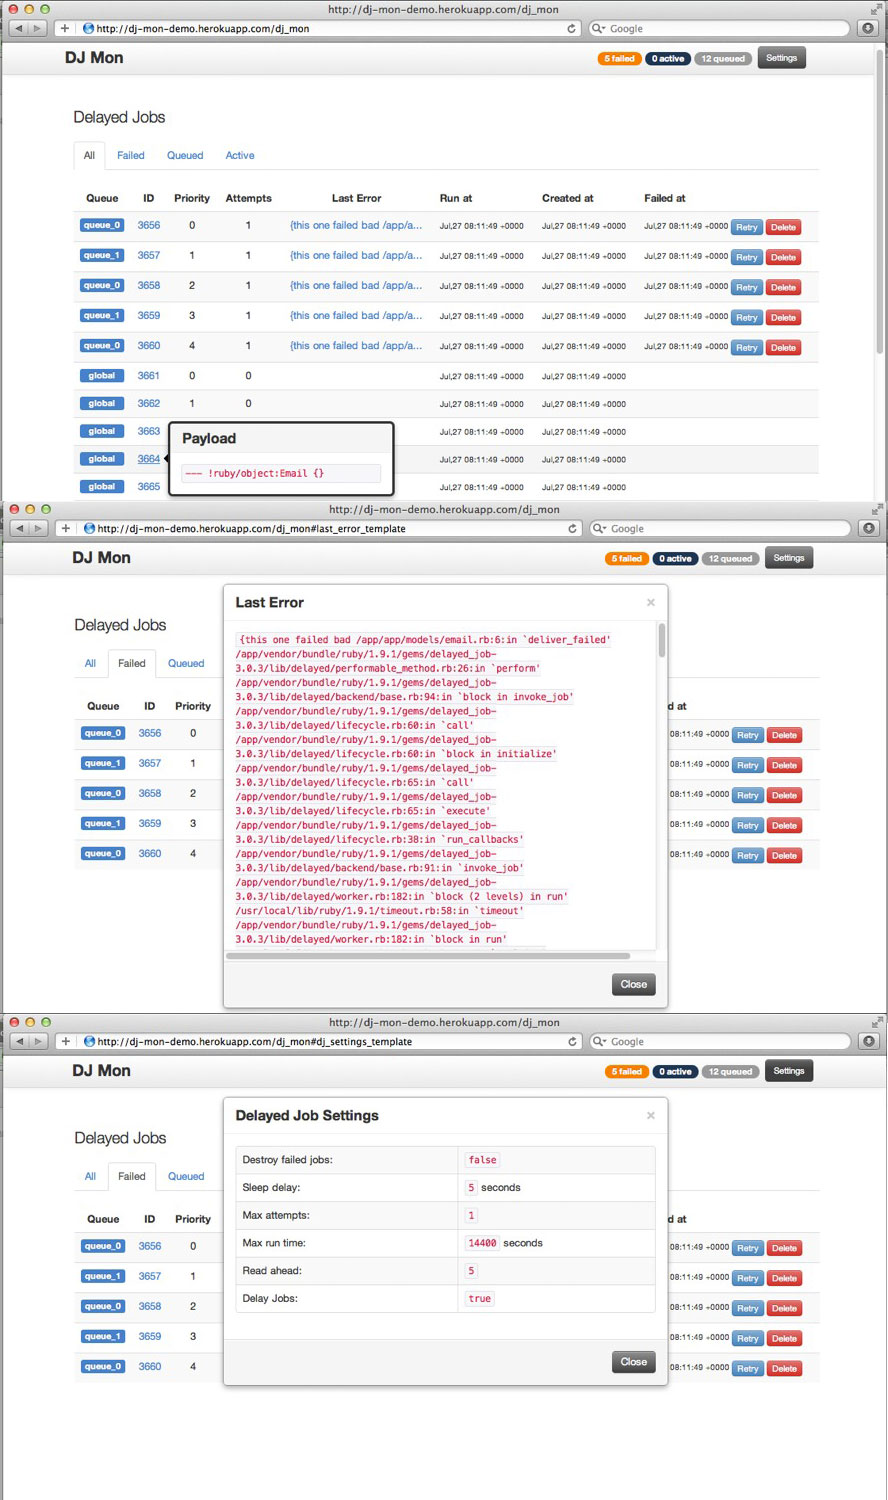 http://dj-mon-demo.herokuapp.com/dj_mon
http://dj-mon-demo.herokuapp.com/dj_mon
Google
DJ Mon
5 failed 0 active 12 queued Settings
Delayed Jobs
All Failed Queued Active
Queue ID Priority Attempts Last Error Run at Created at Failed at
queue_0 3656 0 1 {this one failed bad /app/a... Jul,27 08:11:49 +0000 Jul,27 08:11:49 +0000 Jul,27 08:11:49 +0000 Retry Delete
queue_1 3657 1 1 {this one failed bad /app/a... Jul,27 08:11:49 +0000 Jul,27 08:11:49 +0000 Jul,27 08:11:49 +0000 Retry Delete
queue_0 3658 2 1 {this one failed bad /app/a... Jul,27 08:11:49 +0000 Jul,27 08:11:49 +0000 Jul,27 08:11:49 +0000 Retry Delete
queue_1 3659 3 1 {this one failed bad /app/a... Jul,27 08:11:49 +0000 Jul,27 08:11:49 +0000 Jul,27 08:11:49 +0000 Retry Delete
queue_0 3660 4 1 {this one failed bad /app/a... Jul,27 08:11:49 +0000 Jul,27 08:11:49 +0000 Jul,27 08:11:49 +0000 Retry Delete
global 3661 0 0 Jul,27 08:11:49 +0000 Jul,27 08:11:49 +0000
global 3662 1 0 Jul,27 08:11:49 +0000 Jul,27 08:11:49 +0000
global 3663 Jul,27 08:11:49 +0000 Jul,27 08:11:49 +0000
global 3664 Jul,27 08:11:49 +0000 Jul,27 08:11:49 +0000
global 3665 Jul,27 08:11:49 +0000 Jul,27 08:11:49 +0000
Payload
--- !ruby/object:Email {}
http://dj-mon-demo.herokuapp.com/dj_mon
http://dj-mon-demo.herokuapp.com/dj_mon#last_error_template
Google
DJ Mon
5 failed 0 active 12 queued Settings
Delayed Jobs
All Failed Queued
Queue ID Priority d at
queue_0 3656 0 08:11:49 +0000 Retry Delete
queue_1 3657 1 08:11:49 +0000 Retry Delete
queue_0 3658 2 08:11:49 +0000 Retry Delete
queue_1 3659 3 08:11:49 +0000 Retry Delete
queue_0 3660 4 08:11:49 +0000 Retry Delete
Last Error ×
{this one failed bad /app/app/models/email.rb:6:in `deliver_failed'
/app/vendor/bundle/ruby/1.9.1/gems/delayed_job-
3.0.3/lib/delayed/performable_method.rb:26:in `perform'
/app/vendor/bundle/ruby/1.9.1/gems/delayed_job-
3.0.3/lib/delayed/backend/base.rb:94:in `block in invoke_job'
/app/vendor/bundle/ruby/1.9.1/gems/delayed_job-
3.0.3/lib/delayed/lifecycle.rb:60:in `call'
/app/vendor/bundle/ruby/1.9.1/gems/delayed_job-
3.0.3/lib/delayed/lifecycle.rb:60:in `block in initialize'
/app/vendor/bundle/ruby/1.9.1/gems/delayed_job-
3.0.3/lib/delayed/lifecycle.rb:65:in `call'
/app/vendor/bundle/ruby/1.9.1/gems/delayed_job-
3.0.3/lib/delayed/lifecycle.rb:65:in `execute'
/app/vendor/bundle/ruby/1.9.1/gems/delayed_job-
3.0.3/lib/delayed/lifecycle.rb:38:in `run_callbacks'
/app/vendor/bundle/ruby/1.9.1/gems/delayed_job-
3.0.3/lib/delayed/backend/base.rb:91:in `invoke_job'
/app/vendor/bundle/ruby/1.9.1/gems/delayed_job-
3.0.3/lib/delayed/worker.rb:182:in `block (2 levels) in run'
/usr/local/lib/ruby/1.9.1/timeout.rb:58:in `timeout'
/app/vendor/bundle/ruby/1.9.1/gems/delayed_job-
3.0.3/lib/delayed/worker.rb:182:in `block in run'
Close
http://dj-mon-demo.herokuapp.com/dj_mon
http://dj-mon-demo.herokuapp.com/dj_mon#dj_settings_template
Google
DJ Mon
5 failed 0 active 12 queued Settings
Delayed Jobs
All Failed Queued
Queue ID Priority d at
queue_0 3656 0 08:11:49 +0000 Retry Delete
queue_1 3657 1 08:11:49 +0000 Retry Delete
queue_0 3658 2 08:11:49 +0000 Retry Delete
queue_1 3659 3 08:11:49 +0000 Retry Delete
queue_0 3660 4 08:11:49 +0000 Retry Delete
Delayed Job Settings ×
Destroy failed jobs: false
Sleep delay: 5 seconds
Max attempts: 1
Max run time: 14400 seconds
Read ahead: 5
Delay Jobs: true
Close